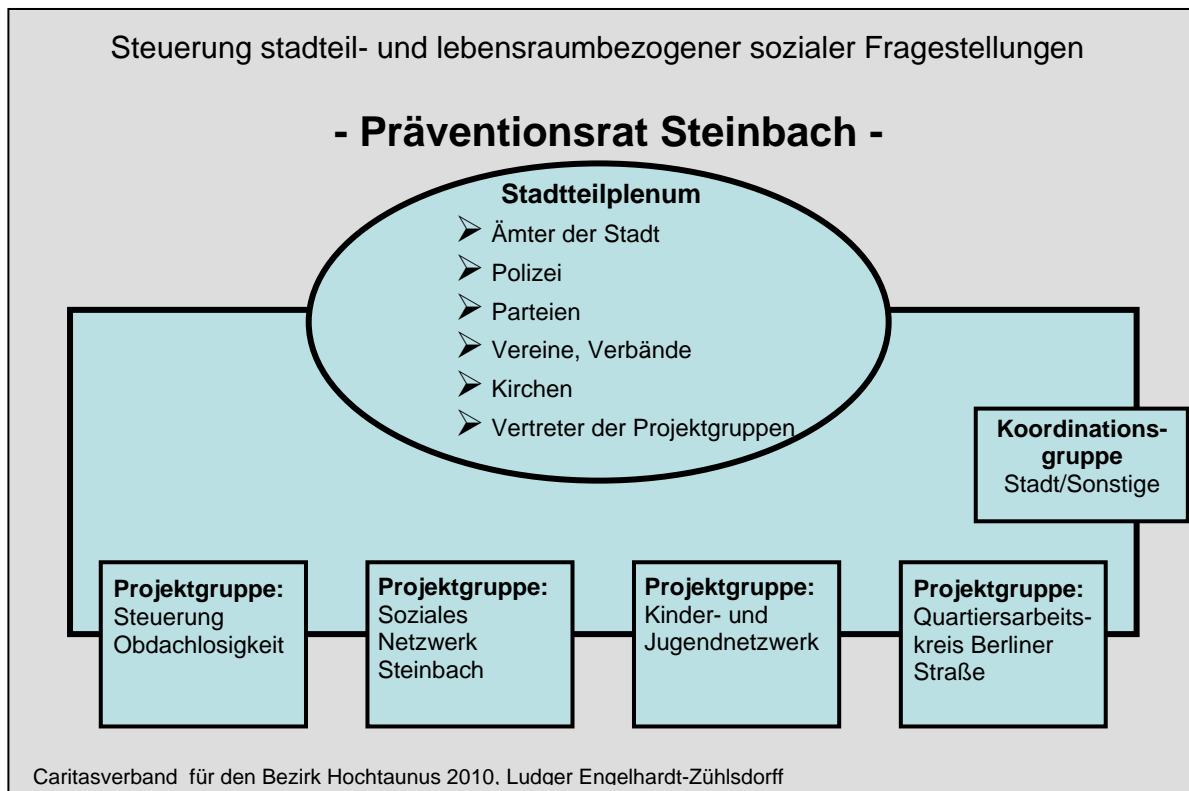 Steuerung stadteil- und lebensraumbezogener sozialer Fragestellungen
- Präventionsrat Steinbach -
Stadtteilplenum
Ämter der Stadt
Polizei
Parteien
Vereine, Verbände
Kirchen
Vertreter der Projektgruppen
Koordinations-
gruppe
Stadt/Sonstige
Projektgruppe:
Steuerung
Obdachlosigkeit
Projektgruppe:
Soziales
Netzwerk
Steinbach
Projektgruppe:
Kinder- und
Jugendnetzwerk
Projektgruppe:
Quartiersarbeits-
kreis Berliner
Straße
Caritasverband für den Bezirk Hochtaunus 2010, Ludger Engelhardt-Zühlsdorff